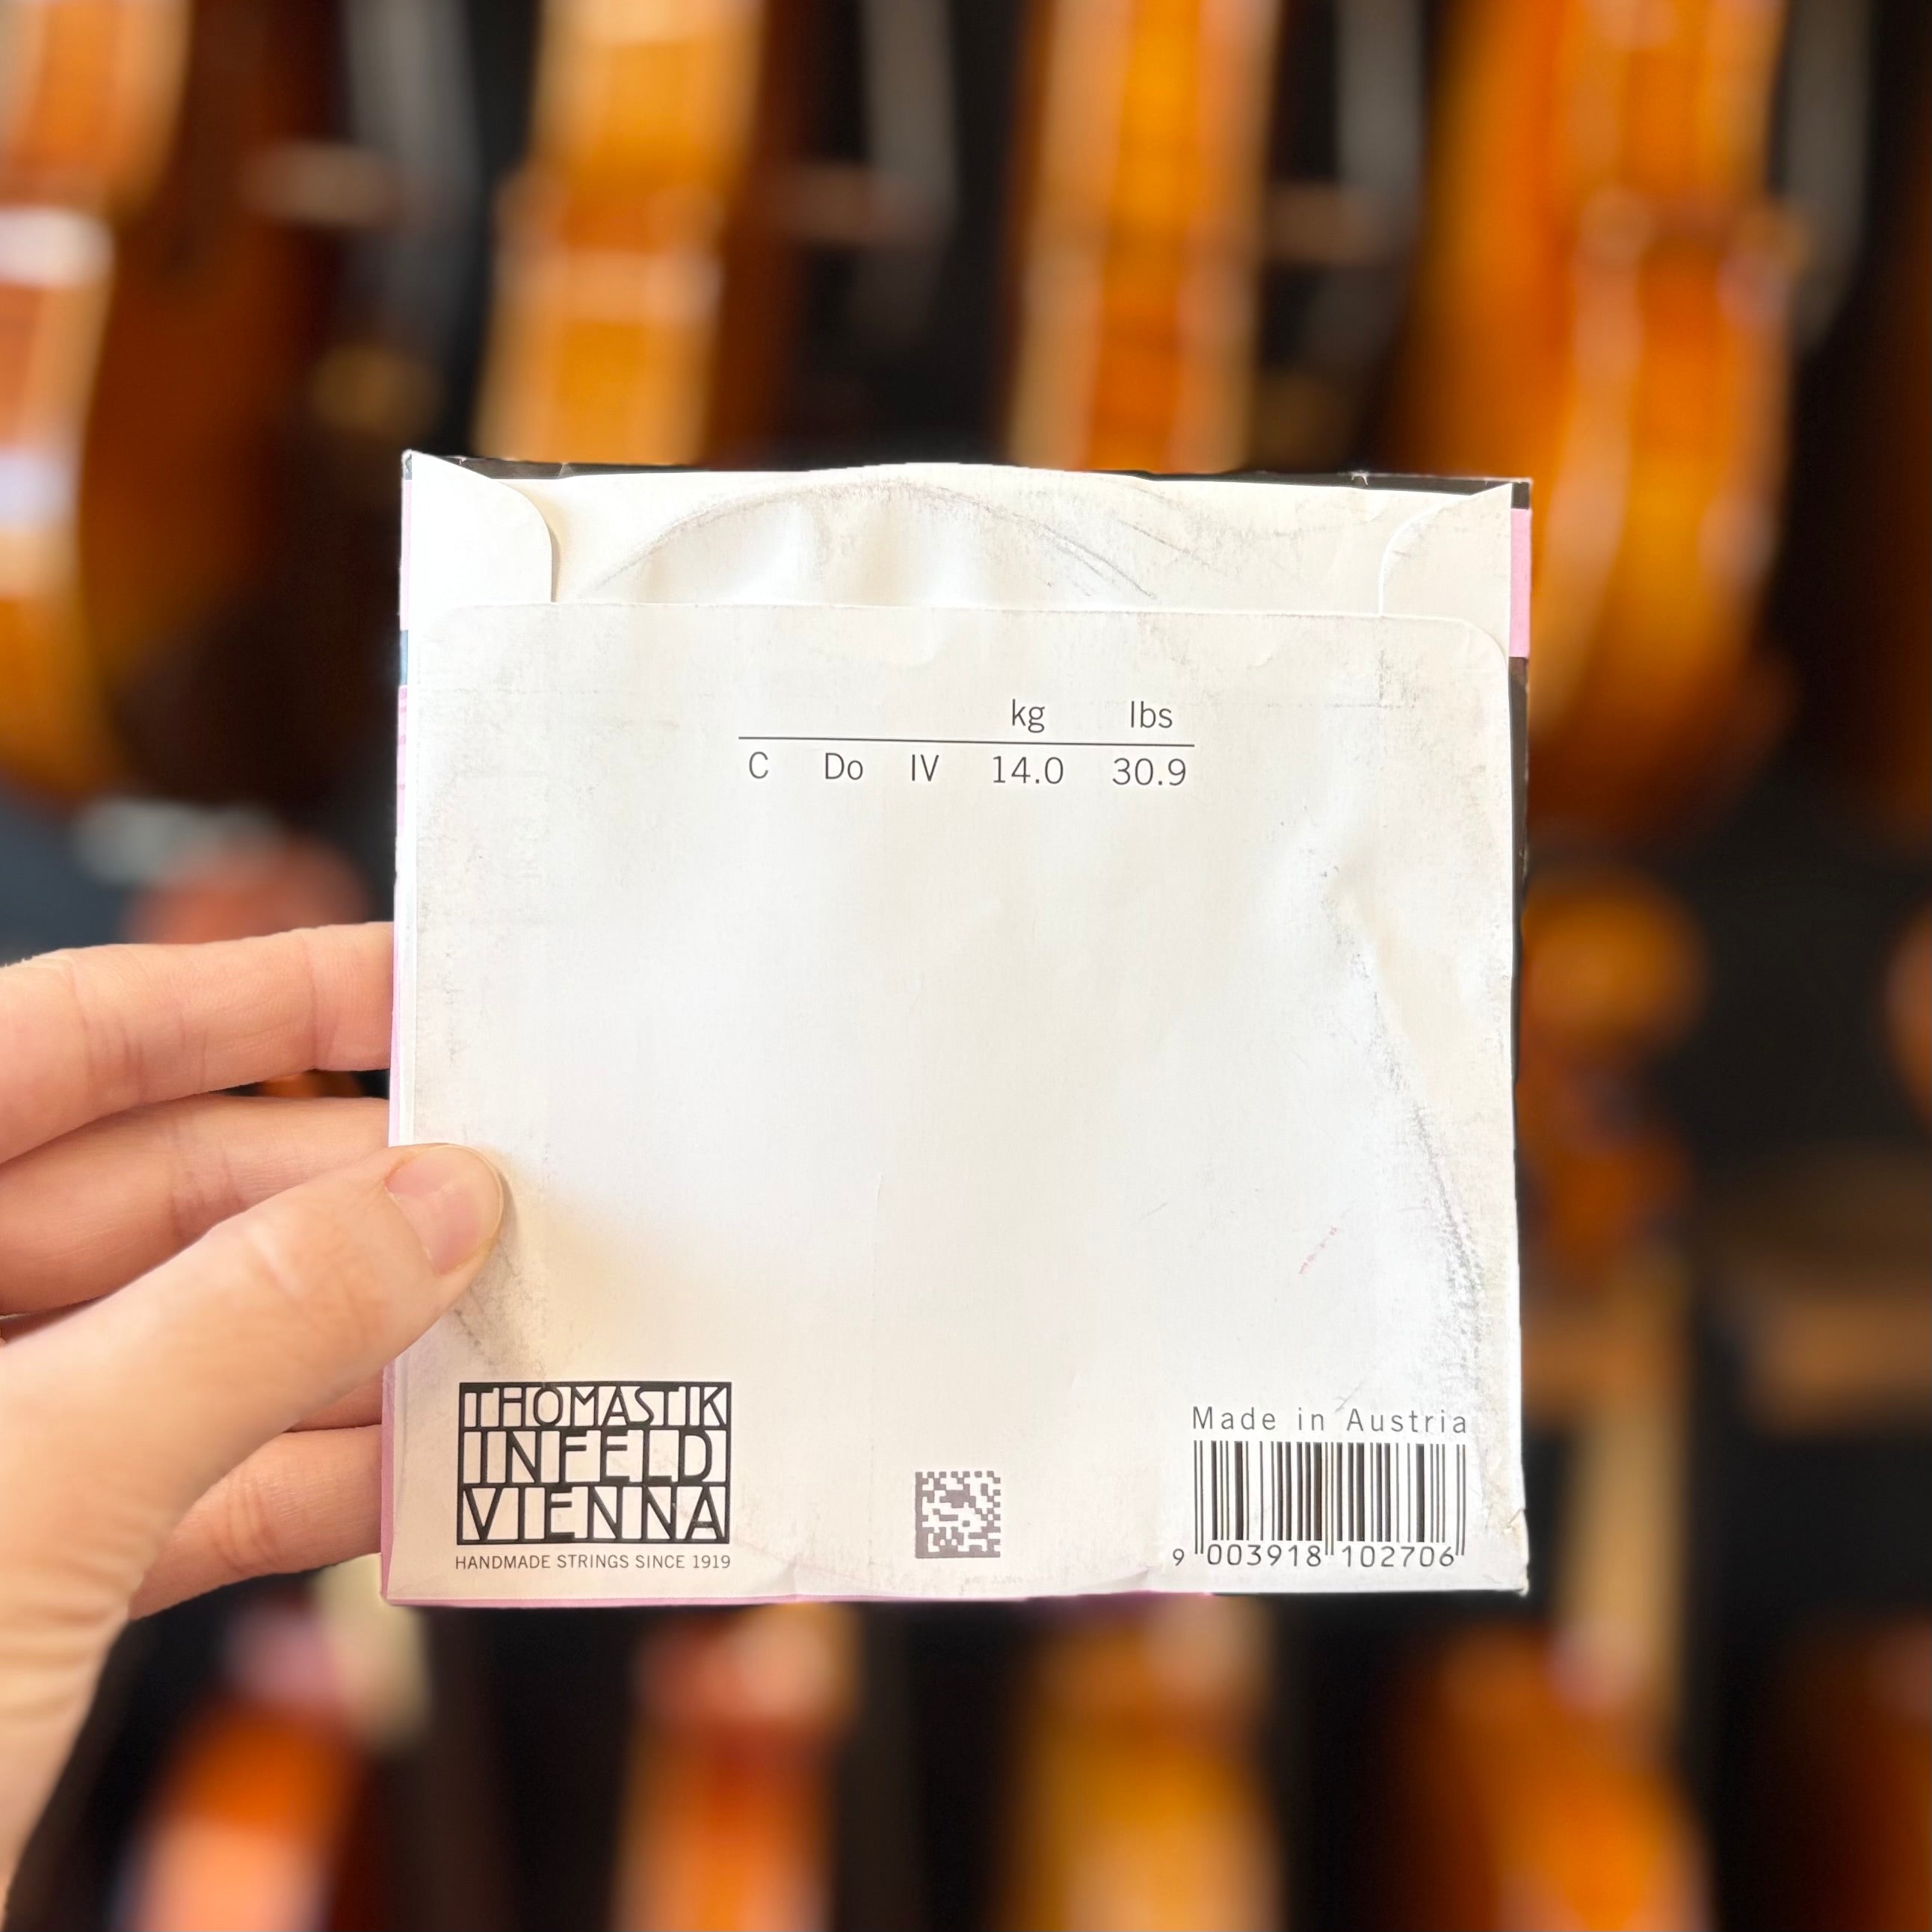 kg lbs
C Do IV 14.0 30.9
THOMASTIK
INFELD
VIENNA
HANDMADE STRINGS SINCE 1919
Made in Austria
9 003918 102706